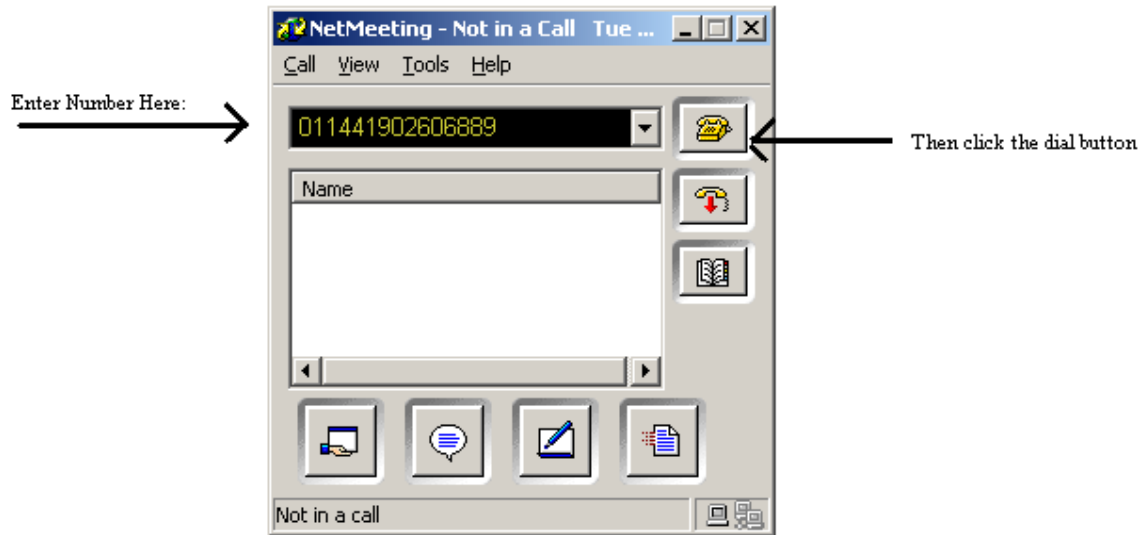 NetMeeting - Not in a Call Tue ...
Call View Tools Help
Enter Number Here:
011441902606889
Then click the dial button
Name
Not in a call